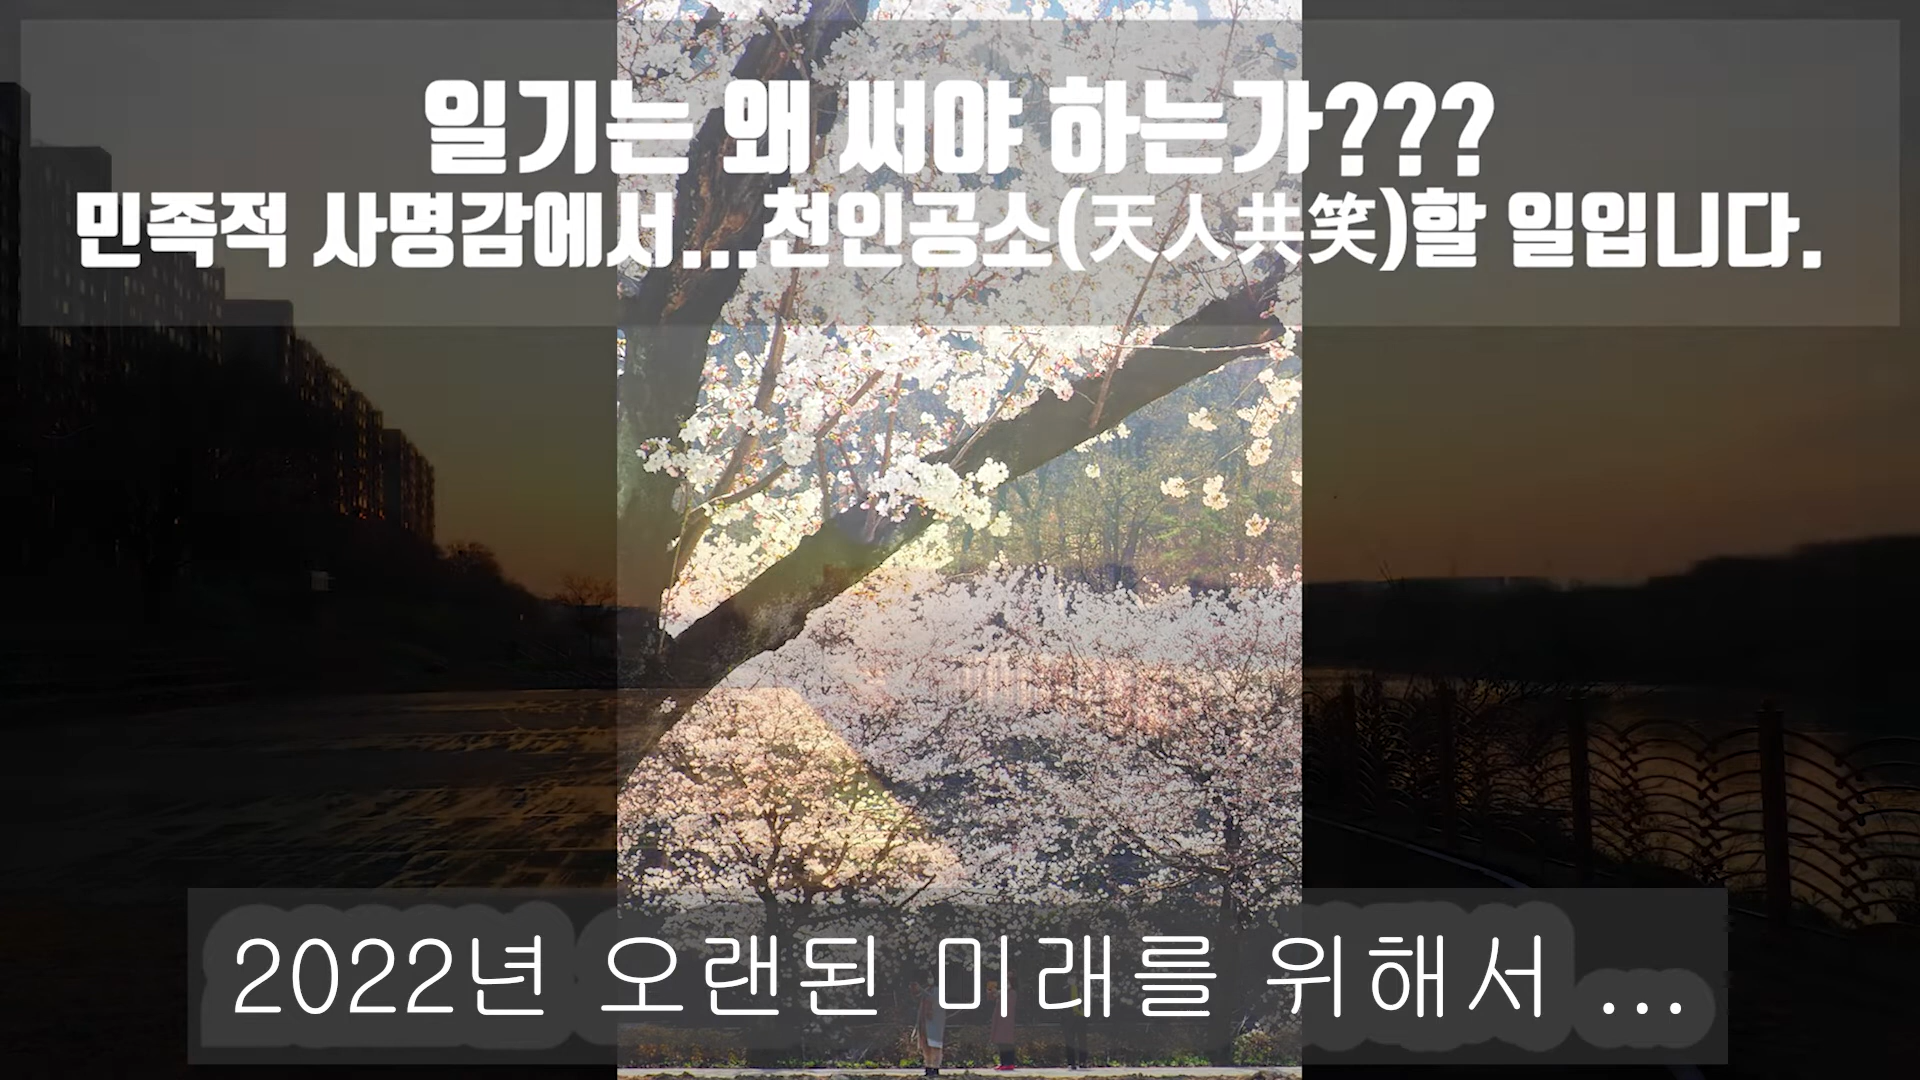 일기는 왜 써야 하는가???
민족적 사명감에서...천인공소(天人共笑)할 일입니다.
2022년 오랜된 미래를 위해서 ...